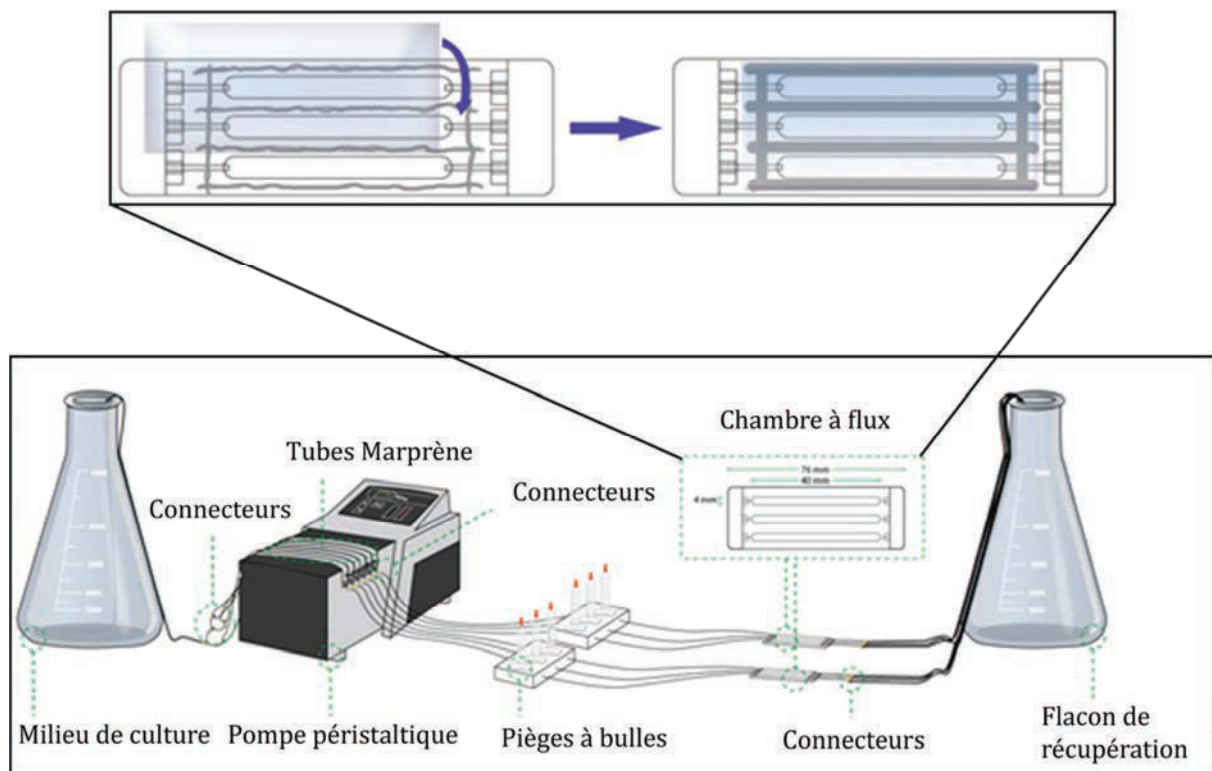 Chambre à flux
Tubes Marprène
76 mm
40 mm
Connecteurs
Connecteurs
4 mm
Milieu de culture
Pompe péristaltique
Pièges à bulles
Connecteurs
Flacon de
récupération